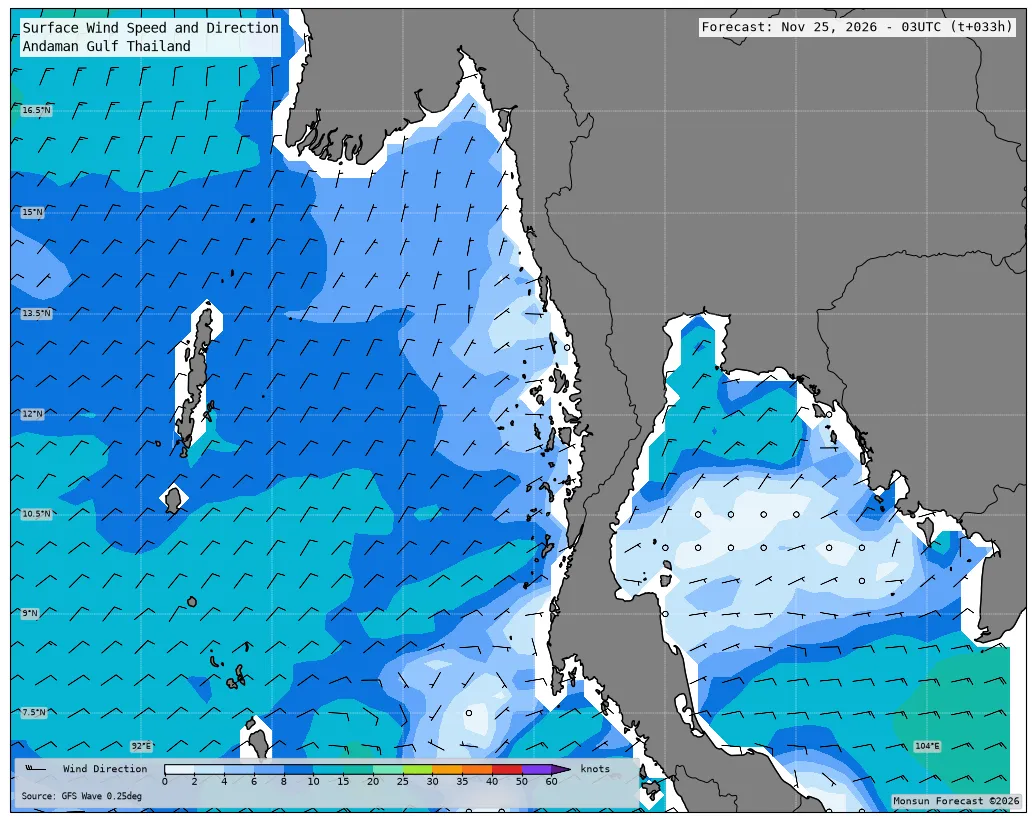 Surface Wind Speed and Direction
Andaman Gulf Thailand
Forecast: Nov 25, 2026 - 03UTC (t+033h)
16.5°N
15°N
13.5°N
12°N
10.5°N
9°N
7.5°N
92°E
104°E
Wind Direction
0 2 4 6 8 10 15 20 25 30 35 40 50 60
knots
Source: GFS Wave 0.25deg
Monsun Forecast ©2026